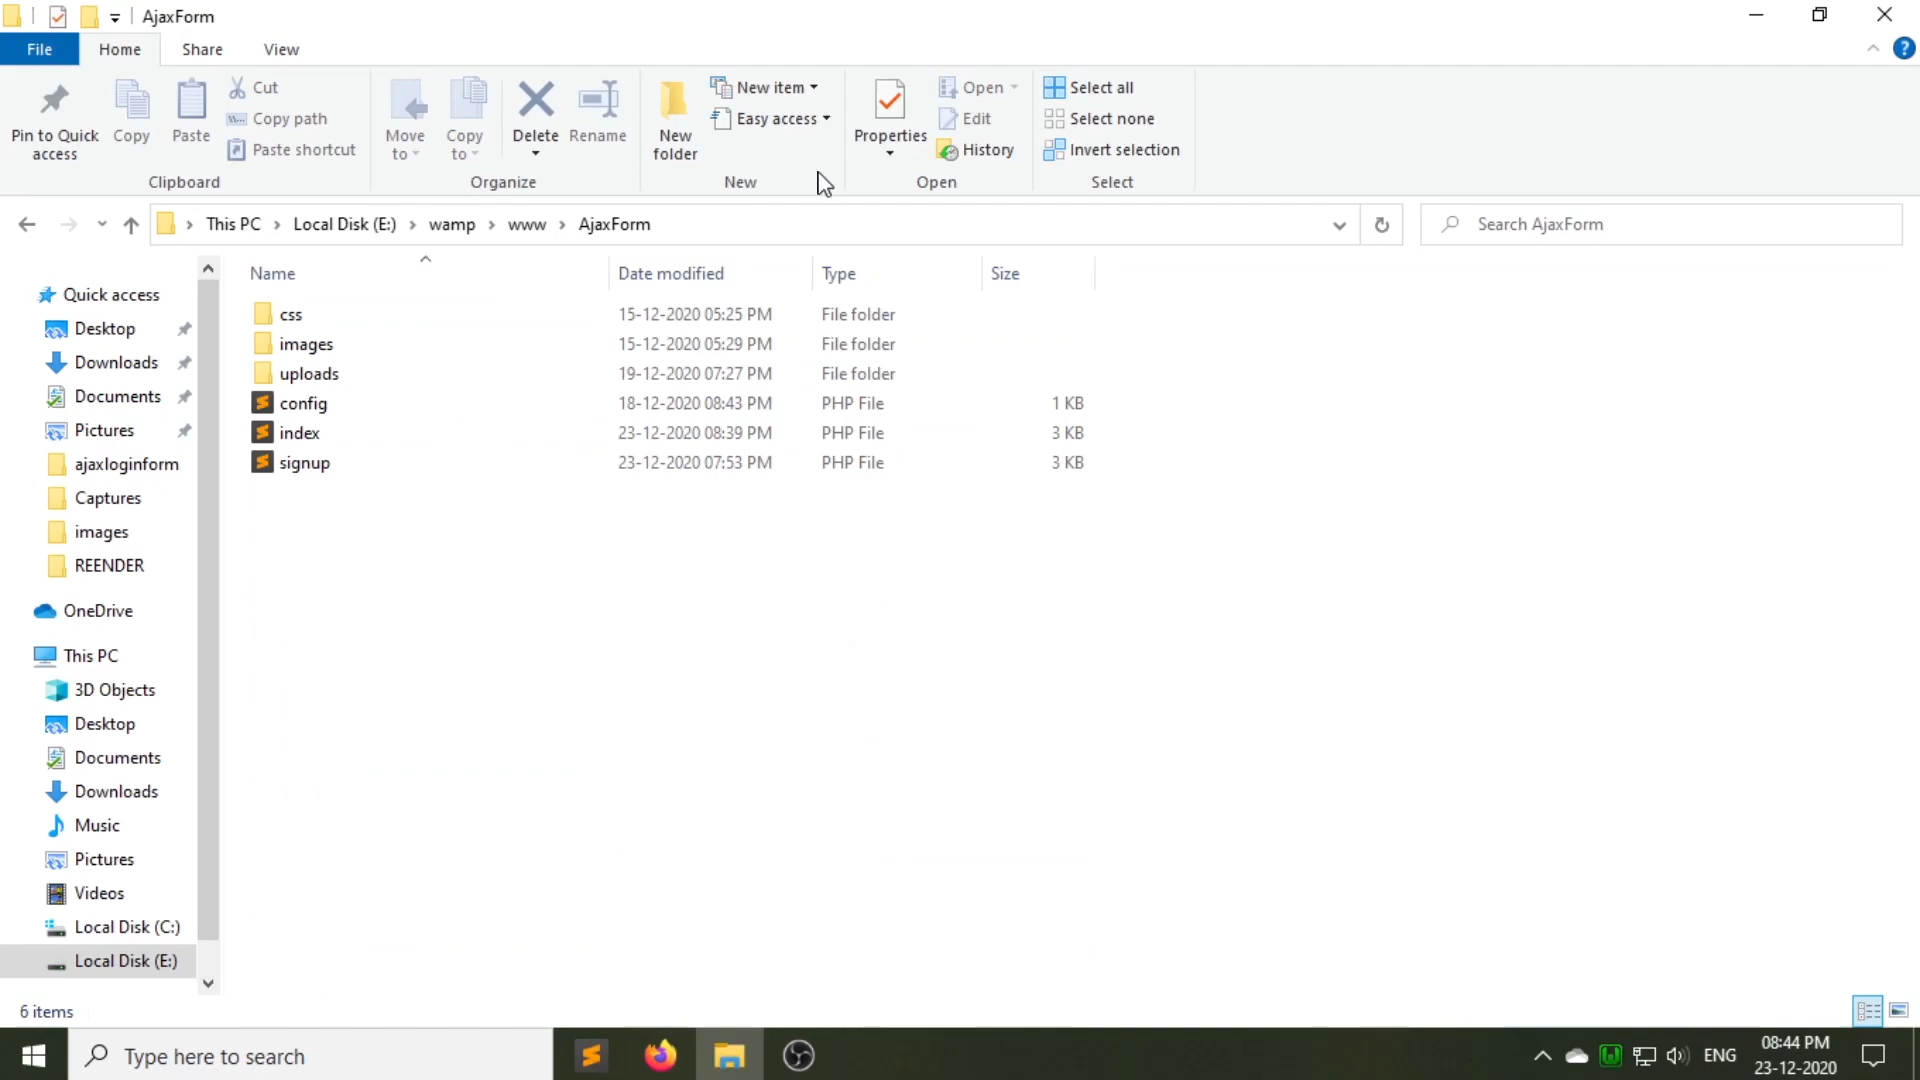 AjaxForm
File Home Share View
Pin to Quick access
Copy
Paste
Cut
Copy path
Paste shortcut
Clipboard
Move to
Copy to
Delete
Rename
Organize
New folder
New item
Easy access
New
Properties
Open
Edit
History
Open
Select all
Select none
Invert selection
Select
This PC > Local Disk (E:) > wamp > www > AjaxForm
Search AjaxForm
Quick access
Desktop
Downloads
Documents
Pictures
ajaxloginform
Captures
images
REENDER
OneDrive
This PC
3D Objects
Desktop
Documents
Downloads
Music
Pictures
Videos
Local Disk (C:)
Local Disk (E:)
Name Date modified Type Size
css 15-12-2020 05:25 PM File folder
images 15-12-2020 05:29 PM File folder
uploads 19-12-2020 07:27 PM File folder
config 18-12-2020 08:43 PM PHP File 1 KB
index 23-12-2020 08:39 PM PHP File 3 KB
signup 23-12-2020 07:53 PM PHP File 3 KB
6 items
Type here to search
ENG
08:44 PM
23-12-2020